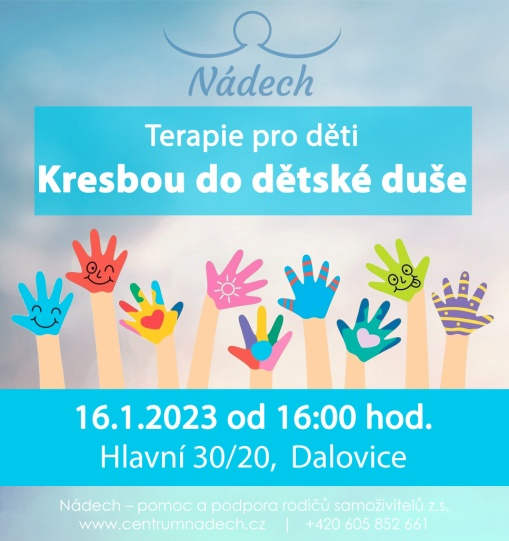 Nádech
Terapie pro děti
Kresbou do dětské duše
16.1.2023 od 16:00 hod.
Hlavní 30/20, Dalovice
Nádech – pomoc a podpora rodičů samoživitelů z.s.
www.centrumnadech.cz | +420 605 852 661